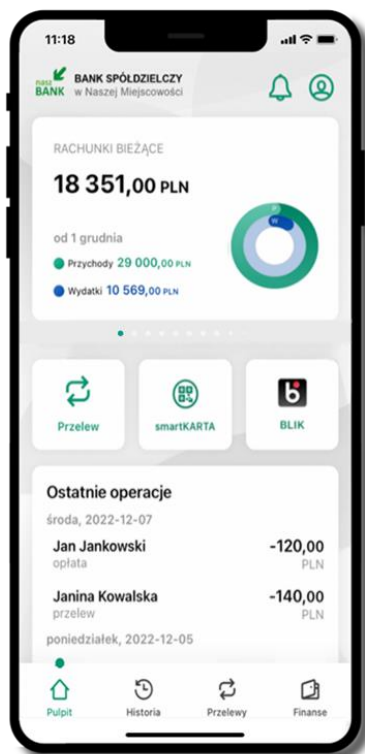 11:18
nasz BANK
BANK SPÓŁDZIELCZY
w Naszej Miejscowości
RACHUNKI BIEŻĄCE
18 351,00 PLN
od 1 grudnia
Przychody 29 000,00 PLN
Wydatki 10 569,00 PLN
P
W
Przelew
smartKARTA
BLIK
Ostatnie operacje
środa, 2022-12-07
Jan Jankowski -120,00
opłata PLN
Janina Kowalska -140,00
przelew PLN
poniedziałek, 2022-12-05
Pulpit Historia Przelewy Finanse